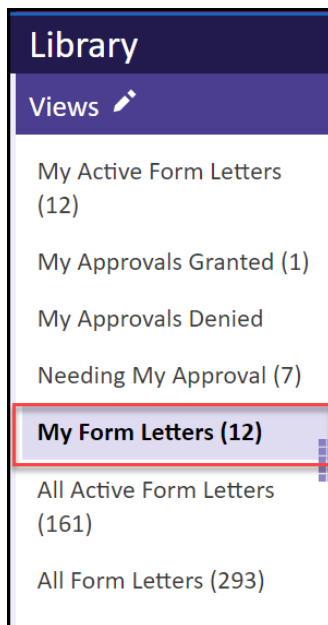 Library
Views
My Active Form Letters
(12)
My Approvals Granted (1)
My Approvals Denied
Needing My Approval (7)
My Form Letters (12)
All Active Form Letters
(161)
All Form Letters (293)